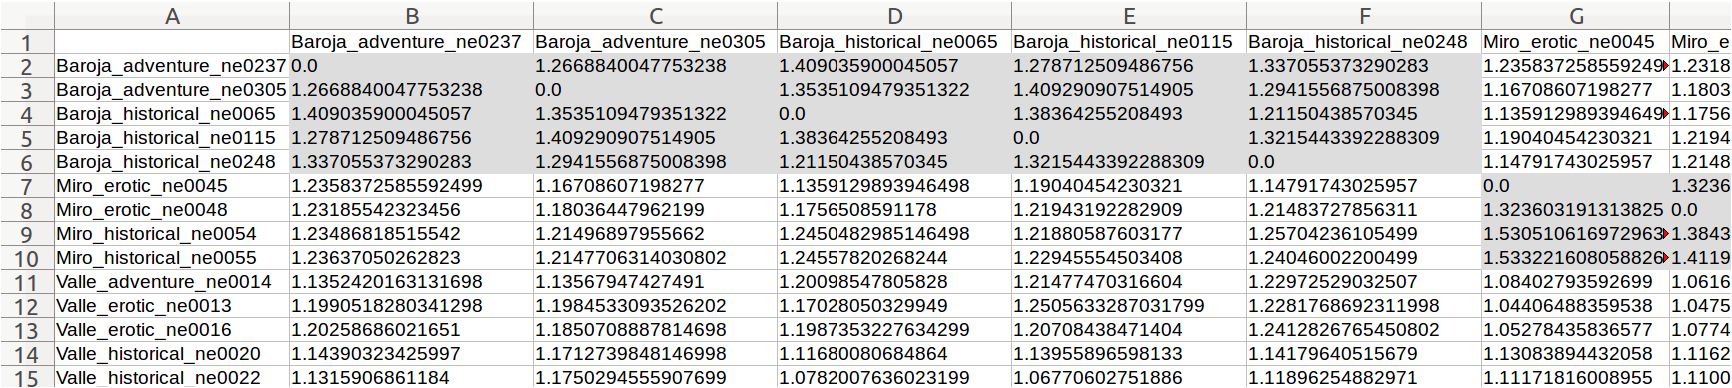 A B C D E F G
1 Baroja_adventure_ne0237 Baroja_adventure_ne0305 Baroja_historical_ne0065 Baroja_historical_ne0115 Baroja_historical_ne0248 Miro_erotic_ne0045 Miro_e
2 Baroja_adventure_ne0237 0.0 1.2668840047753238 1.409035900045057 1.278712509486756 1.337055373290283 1.235837258559249 1.2318
3 Baroja_adventure_ne0305 1.2668840047753238 0.0 1.3535109479351322 1.409290907514905 1.2941556875008398 1.16708607198277 1.1803
4 Baroja_historical_ne0065 1.409035900045057 1.3535109479351322 0.0 1.38364255208493 1.21150438570345 1.135912989394649 1.1756
5 Baroja_historical_ne0115 1.278712509486756 1.409290907514905 1.38364255208493 0.0 1.3215443392288309 1.19040454230321 1.2194
6 Baroja_historical_ne0248 1.337055373290283 1.2941556875008398 1.21150438570345 1.3215443392288309 0.0 1.14791743025957 1.2148
7 Miro_erotic_ne0045 1.2358372585592499 1.16708607198277 1.1359129893946498 1.19040454230321 1.14791743025957 0.0 1.3236
8 Miro_erotic_ne0048 1.23185542323456 1.18036447962199 1.1756508591178 1.21943192282909 1.21483727856311 1.323603191313825 0.0
9 Miro_historical_ne0054 1.23486818515542 1.21496897955662 1.2450482985146498 1.21880587603177 1.25704236105499 1.530510616972963 1.3843
10 Miro_historical_ne0055 1.23637050262823 1.2147706314030802 1.24557820268244 1.22945554503408 1.24046002200499 1.533221608058826 1.4119
11 Valle_adventure_ne0014 1.1352420163131698 1.13567947427491 1.20098547805828 1.21477470316604 1.22972529032507 1.08402793592699 1.0616
12 Valle_erotic_ne0013 1.1990518280341298 1.1984533093526202 1.17028050329949 1.2505633287031799 1.2281768692311998 1.04406488359538 1.0475
13 Valle_erotic_ne0016 1.20258686021651 1.1850708887814698 1.1987353227634299 1.20708438471404 1.2412826765450802 1.05278435836577 1.0774
14 Valle_historical_ne0020 1.14390323425997 1.1712739848146998 1.11680080684864 1.13955896598133 1.14179640515679 1.13083894432058 1.1162
15 Valle_historical_ne0022 1.1315906861184 1.1750294555907699 1.0782007636023199 1.06770602751886 1.11896254882971 1.11171816008955 1.1100